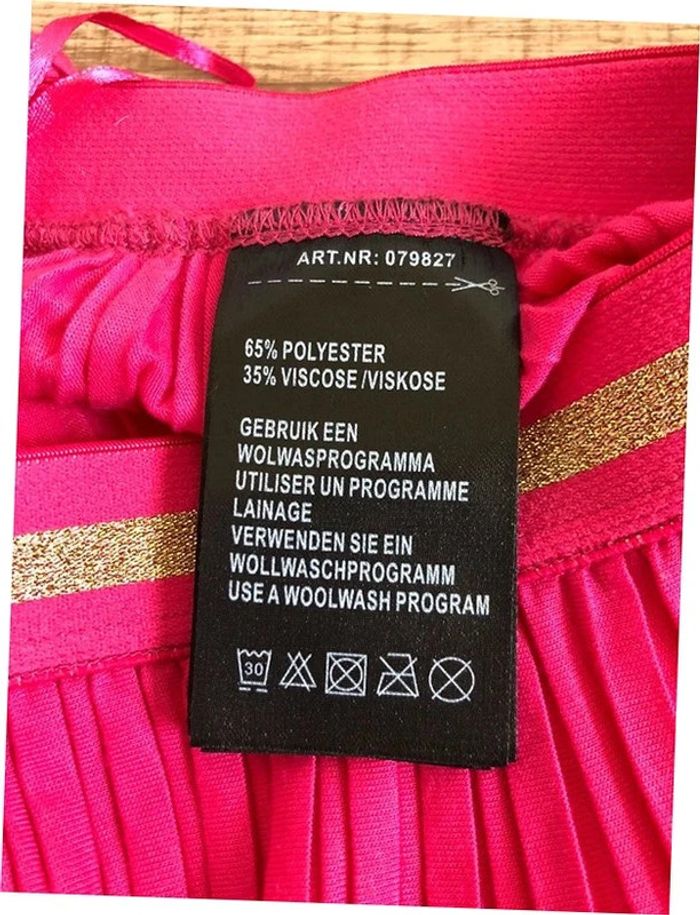 ART.NR: 079827
65% POLYESTER
35% VISCOSE /VISKOSE
GEBRUIK EEN
WOLWASPROGRAMMA
UTILISER UN PROGRAMME
LAINAGE
VERWENDEN SIE EIN
WOLLWASCHPROGRAMM
USE A WOOLWASH PROGRAM
30